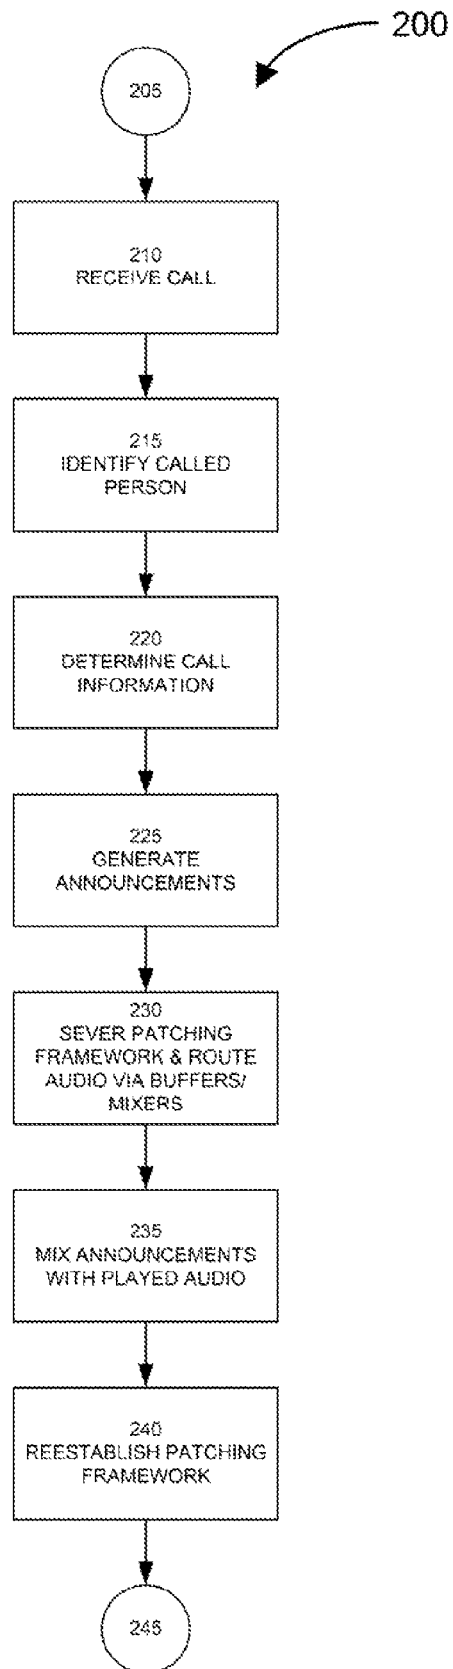 200
205
210
RECEIVE CALL
215
IDENTIFY CALLED
PERSON
220
DETERMINE CALL
INFORMATION
225
GENERATE
ANNOUNCEMENTS
230
SEVER PATCHING
FRAMEWORK & ROUTE
AUDIO VIA BUFFERS/
MIXERS
235
MIX ANNOUNCEMENTS
WITH PLAYED AUDIO
240
REESTABLISH PATCHING
FRAMEWORK
245